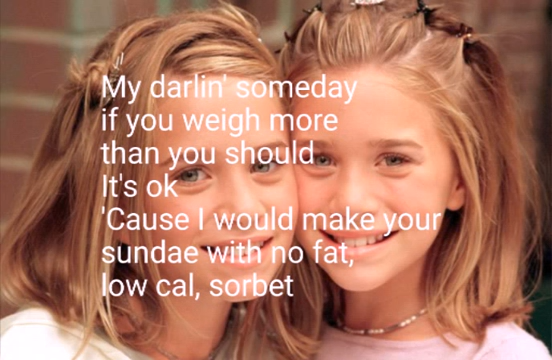 My darlin' someday
if you weigh more
than you should
It's ok
'Cause I would make your
sundae with no fat,
low cal, sorbet